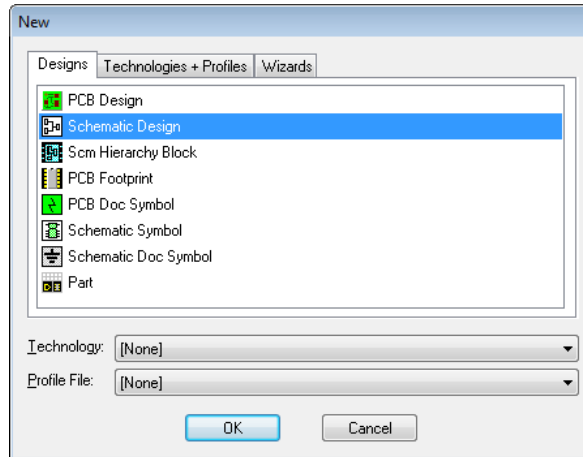 New
Designs Technologies + Profiles Wizards
PCB Design
Schematic Design
Scm Hierarchy Block
PCB Footprint
PCB Doc Symbol
Schematic Symbol
Schematic Doc Symbol
Part
Technology: [None]
Profile File: [None]
OK Cancel